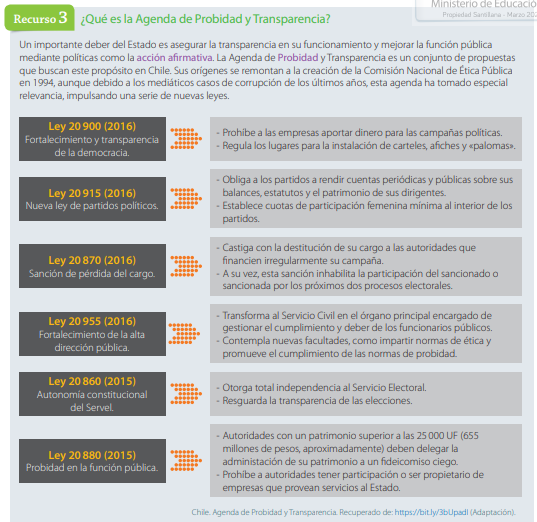 Ministerio de Educació
Propiedad Santillana - Marzo 202
Recurso 3 ¿Qué es la Agenda de Probidad y Transparencia?
Un importante deber del Estado es asegurar la transparencia en su funcionamiento y mejorar la función pública
mediante políticas como la acción afirmativa. La Agenda de Probidad y Transparencia es un conjunto de propuestas
que buscan este propósito en Chile. Sus orígenes se remontan a la creación de la Comisión Nacional de Ética Pública
en 1994, aunque debido a los mediáticos casos de corrupción de los últimos años, esta agenda ha tomado especial
relevancia, impulsando una serie de nuevas leyes.
Ley 20 900 (2016)
Fortalecimiento y transparencia
de la democracia.
- Prohíbe a las empresas aportar dinero para las campañas políticas.
- Regula los lugares para la instalación de carteles, afiches y «palomas».
Ley 20 915 (2016)
Nueva ley de partidos políticos.
- Obliga a los partidos a rendir cuentas periódicas y públicas sobre sus
balances, estatutos y el patrimonio de sus dirigentes.
- Establece cuotas de participación femenina mínima al interior de los
partidos.
Ley 20 870 (2016)
Sanción de pérdida del cargo.
- Castiga con la destitución de su cargo a las autoridades que
financien irregularmente su campaña.
- A su vez, esta sanción inhabilita la participación del sancionado o
sancionada por los próximos dos procesos electorales.
Ley 20 955 (2016)
Fortalecimiento de la alta
dirección pública.
- Transforma al Servicio Civil en el órgano principal encargado de
gestionar el cumplimiento y deber de los funcionarios públicos.
- Contempla nuevas facultades, como impartir normas de ética y
promueve el cumplimiento de las normas de probidad.
Ley 20 860 (2015)
Autonomía constitucional
del Servel.
- Otorga total independencia al Servicio Electoral.
- Resguarda la transparencia de las elecciones.
Ley 20 880 (2015)
Probidad en la función pública.
- Autoridades con un patrimonio superior a las 25 000 UF (655
millones de pesos, aproximadamente) deben delegar la
administación de su patrimonio a un fideicomiso ciego.
- Prohíbe a autoridades tener participación o ser propietario de
empresas que provean servicios al Estado.
Chile. Agenda de Probidad y Transparencia. Recuperado de: https://bit.ly/3bUpadl (Adaptación).